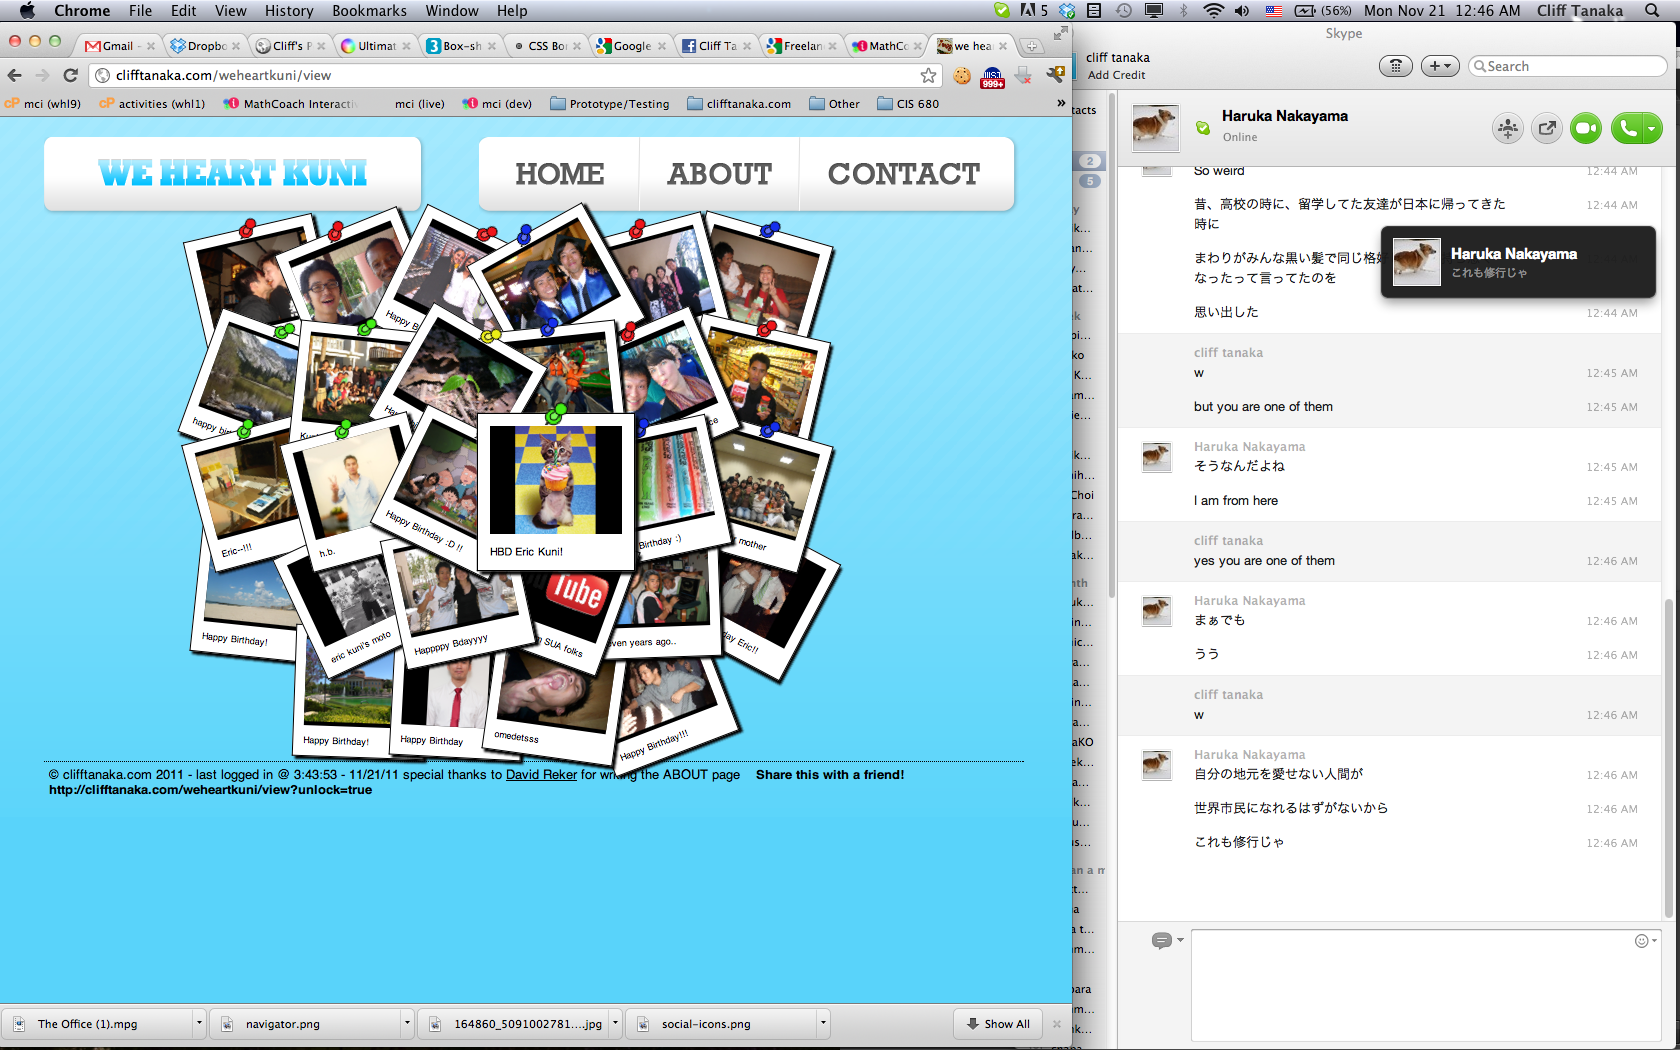 Chrome File Edit View History Bookmarks Window Help
5
(56%) Mon Nov 21 12:46 AM Cliff Tanaka
Gmail -
Dropbo
Cliff's P
Ultimat
Box-sh
CSS Bor
Google
Cliff Ta
Freelan
MathCo
we hea
clifftanaka.com/weheartkuni/view
999+
mci (whl9)
activities (whl1)
MathCoach Interactiv
mci (live)
mci (dev)
Prototype/Testing
clifftanaka.com
Other
CIS 680
»
WE HEART KUNI
HOME
ABOUT
CONTACT
Happy B
happy bir
Eric--!!!
h.b.
Happy Birthday :D !!
HBD Eric Kuni!
Birthday :)
mother
Happy Birthday!
eric kuni's moto
Happppy Bdayyyy
You Tube
SUA folks
ven years ago..
day Eric!!
Happy Birthday!
Happy Birthday
omedetsss
Happy Birthday!!!
© clifftanaka.com 2011 - last logged in @ 3:43:53 - 11/21/11 special thanks to David Reker for writing the ABOUT page Share this with a friend!
http://clifftanaka.com/weheartkuni/view?unlock=true
The Office (1).mpg
navigator.png
164860_5091002781....jpg
social-icons.png
Show All
Skype
cliff tanaka
Add Credit
Search
tacts
2
5
Haruka Nakayama
Online
So weird
12:44 AM
昔、高校の時に、留学してた友達が日本に帰ってきた
時に
12:44 AM
まわりがみんな黒い髪で同じ格好
なったって言ってたのを
思い出した
12:44 AM
Haruka Nakayama
これも修行じゃ
cliff tanaka
w
12:45 AM
but you are one of them
12:45 AM
Haruka Nakayama
そうなんだよね
12:45 AM
I am from here
12:45 AM
cliff tanaka
yes you are one of them
12:46 AM
Haruka Nakayama
まぁでも
12:46 AM
うう
12:46 AM
cliff tanaka
w
12:46 AM
Haruka Nakayama
自分の地元を愛せない人間が
12:46 AM
世界市民になれるはずがないから
12:46 AM
これも修行じゃ
12:46 AM